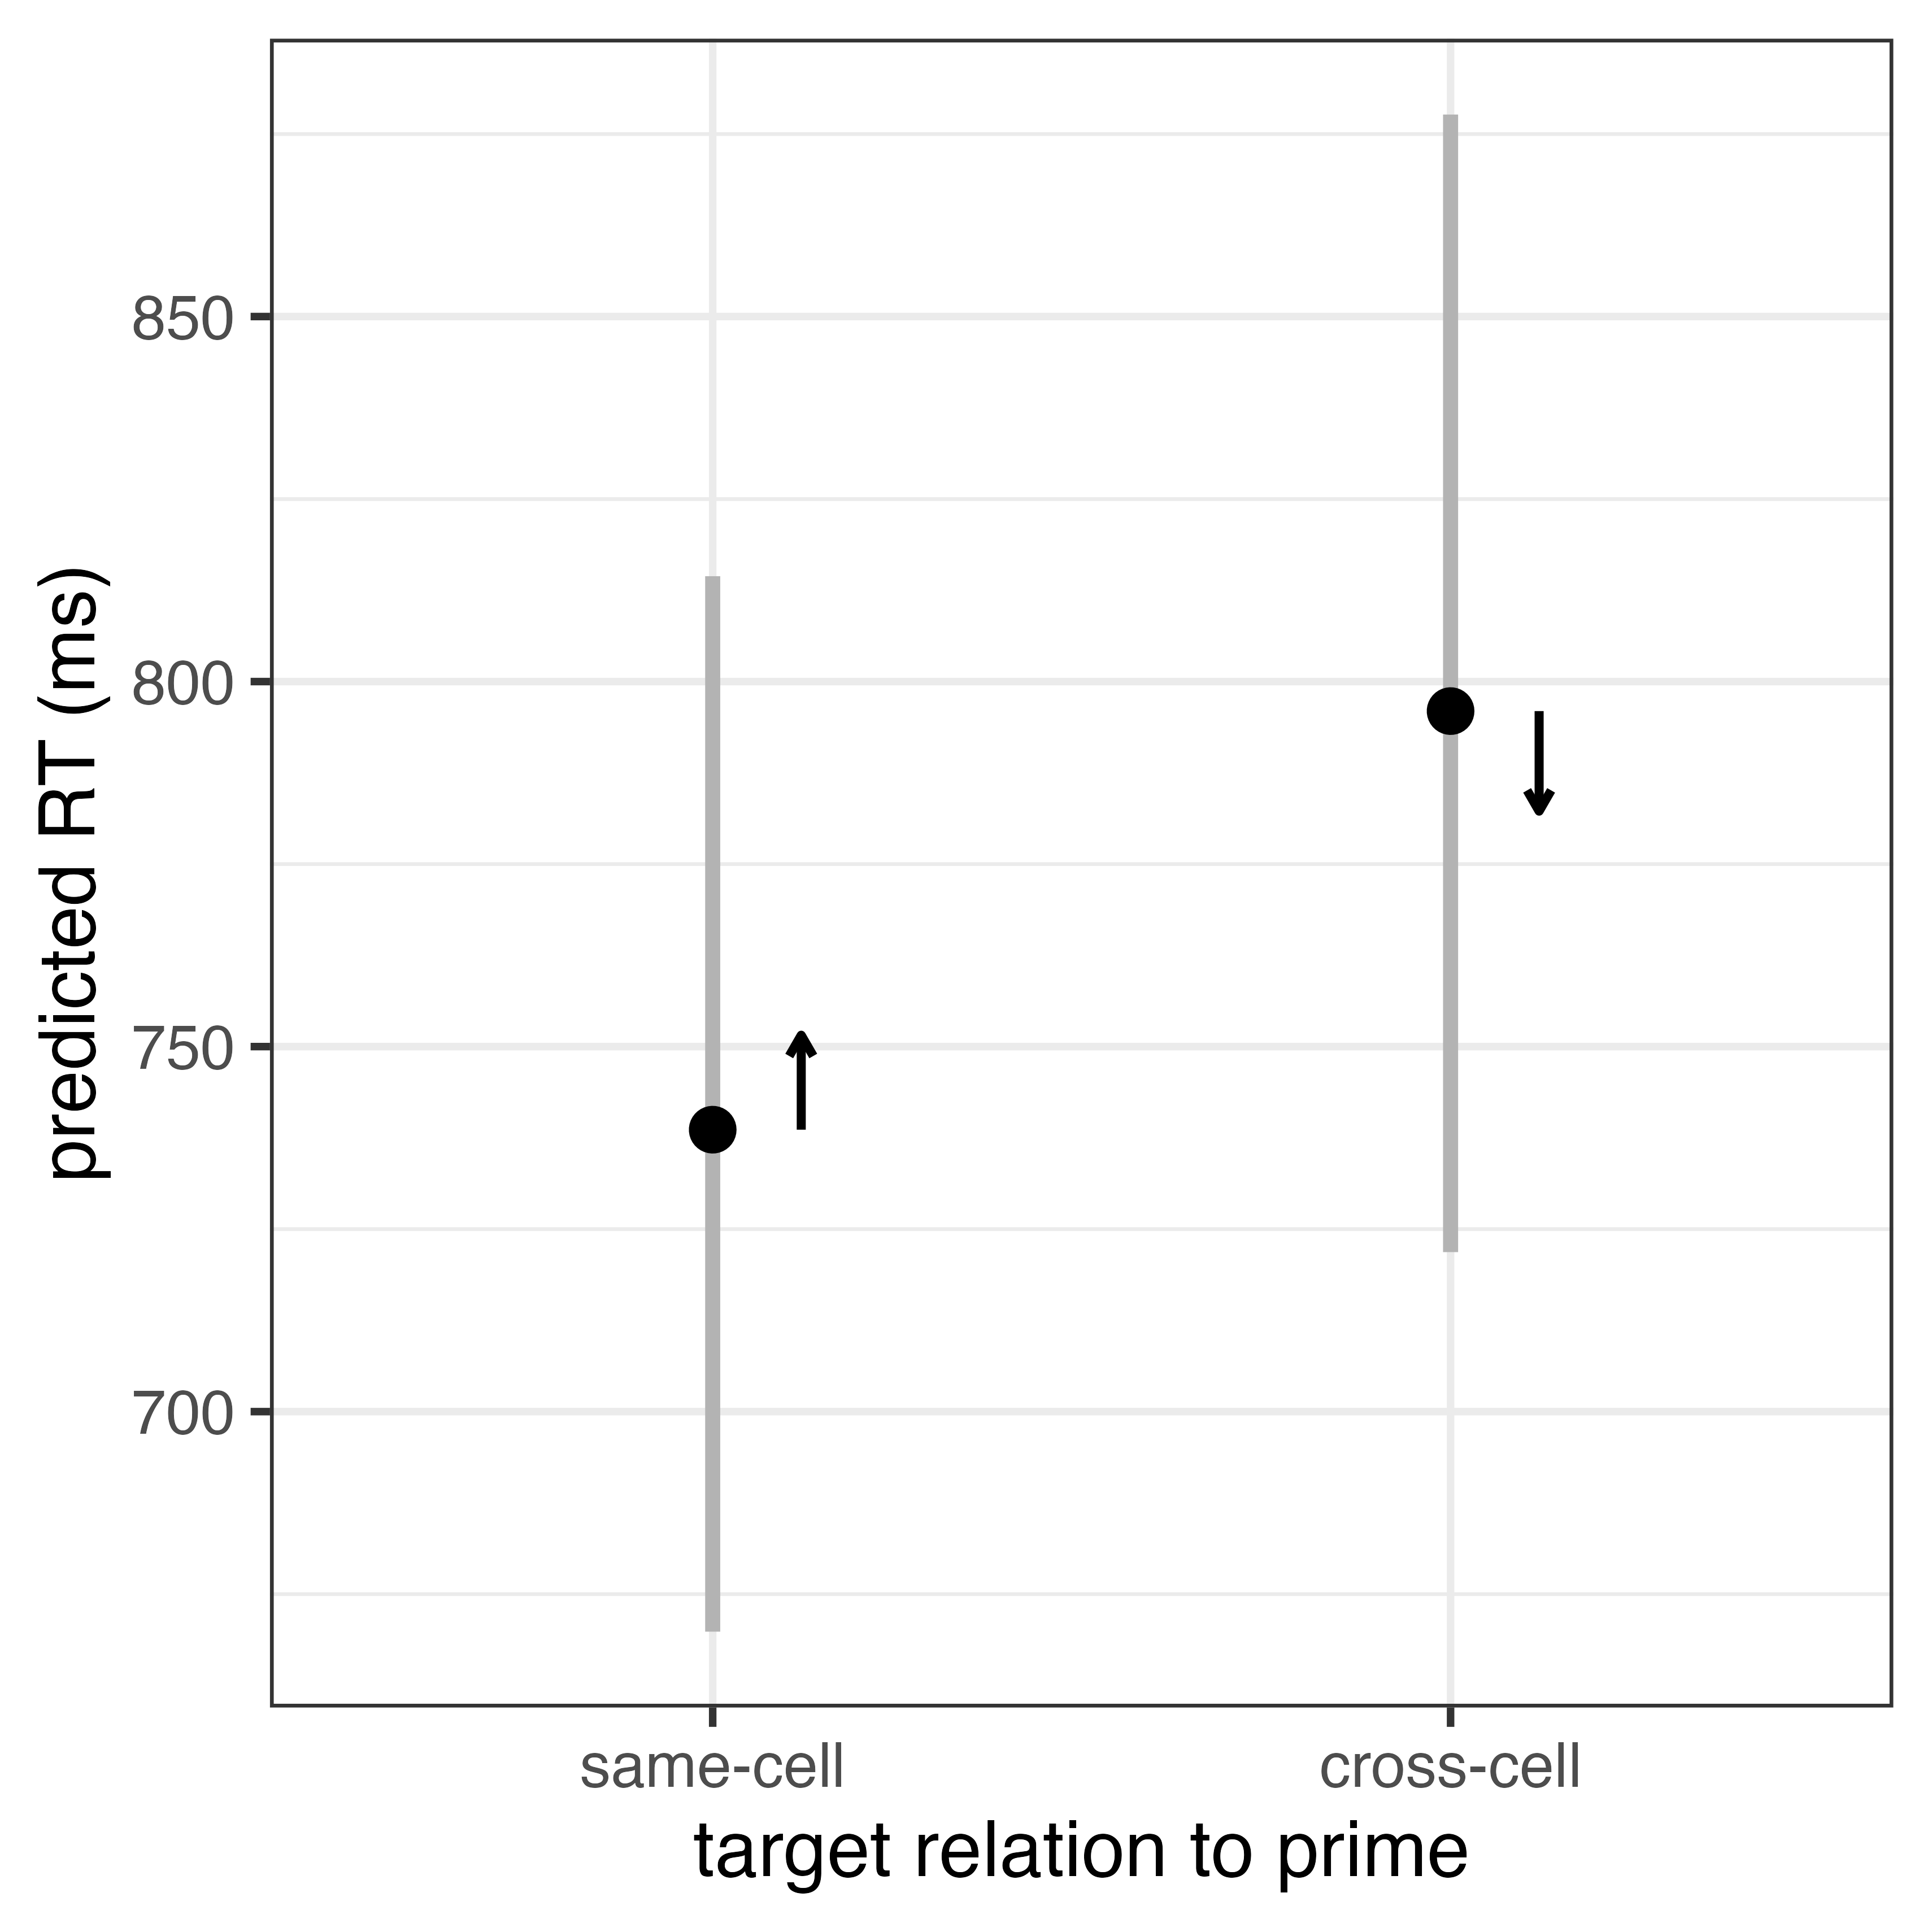 predicted RT (ms)
850
800
750
700
same-cell
cross-cell
target relation to prime